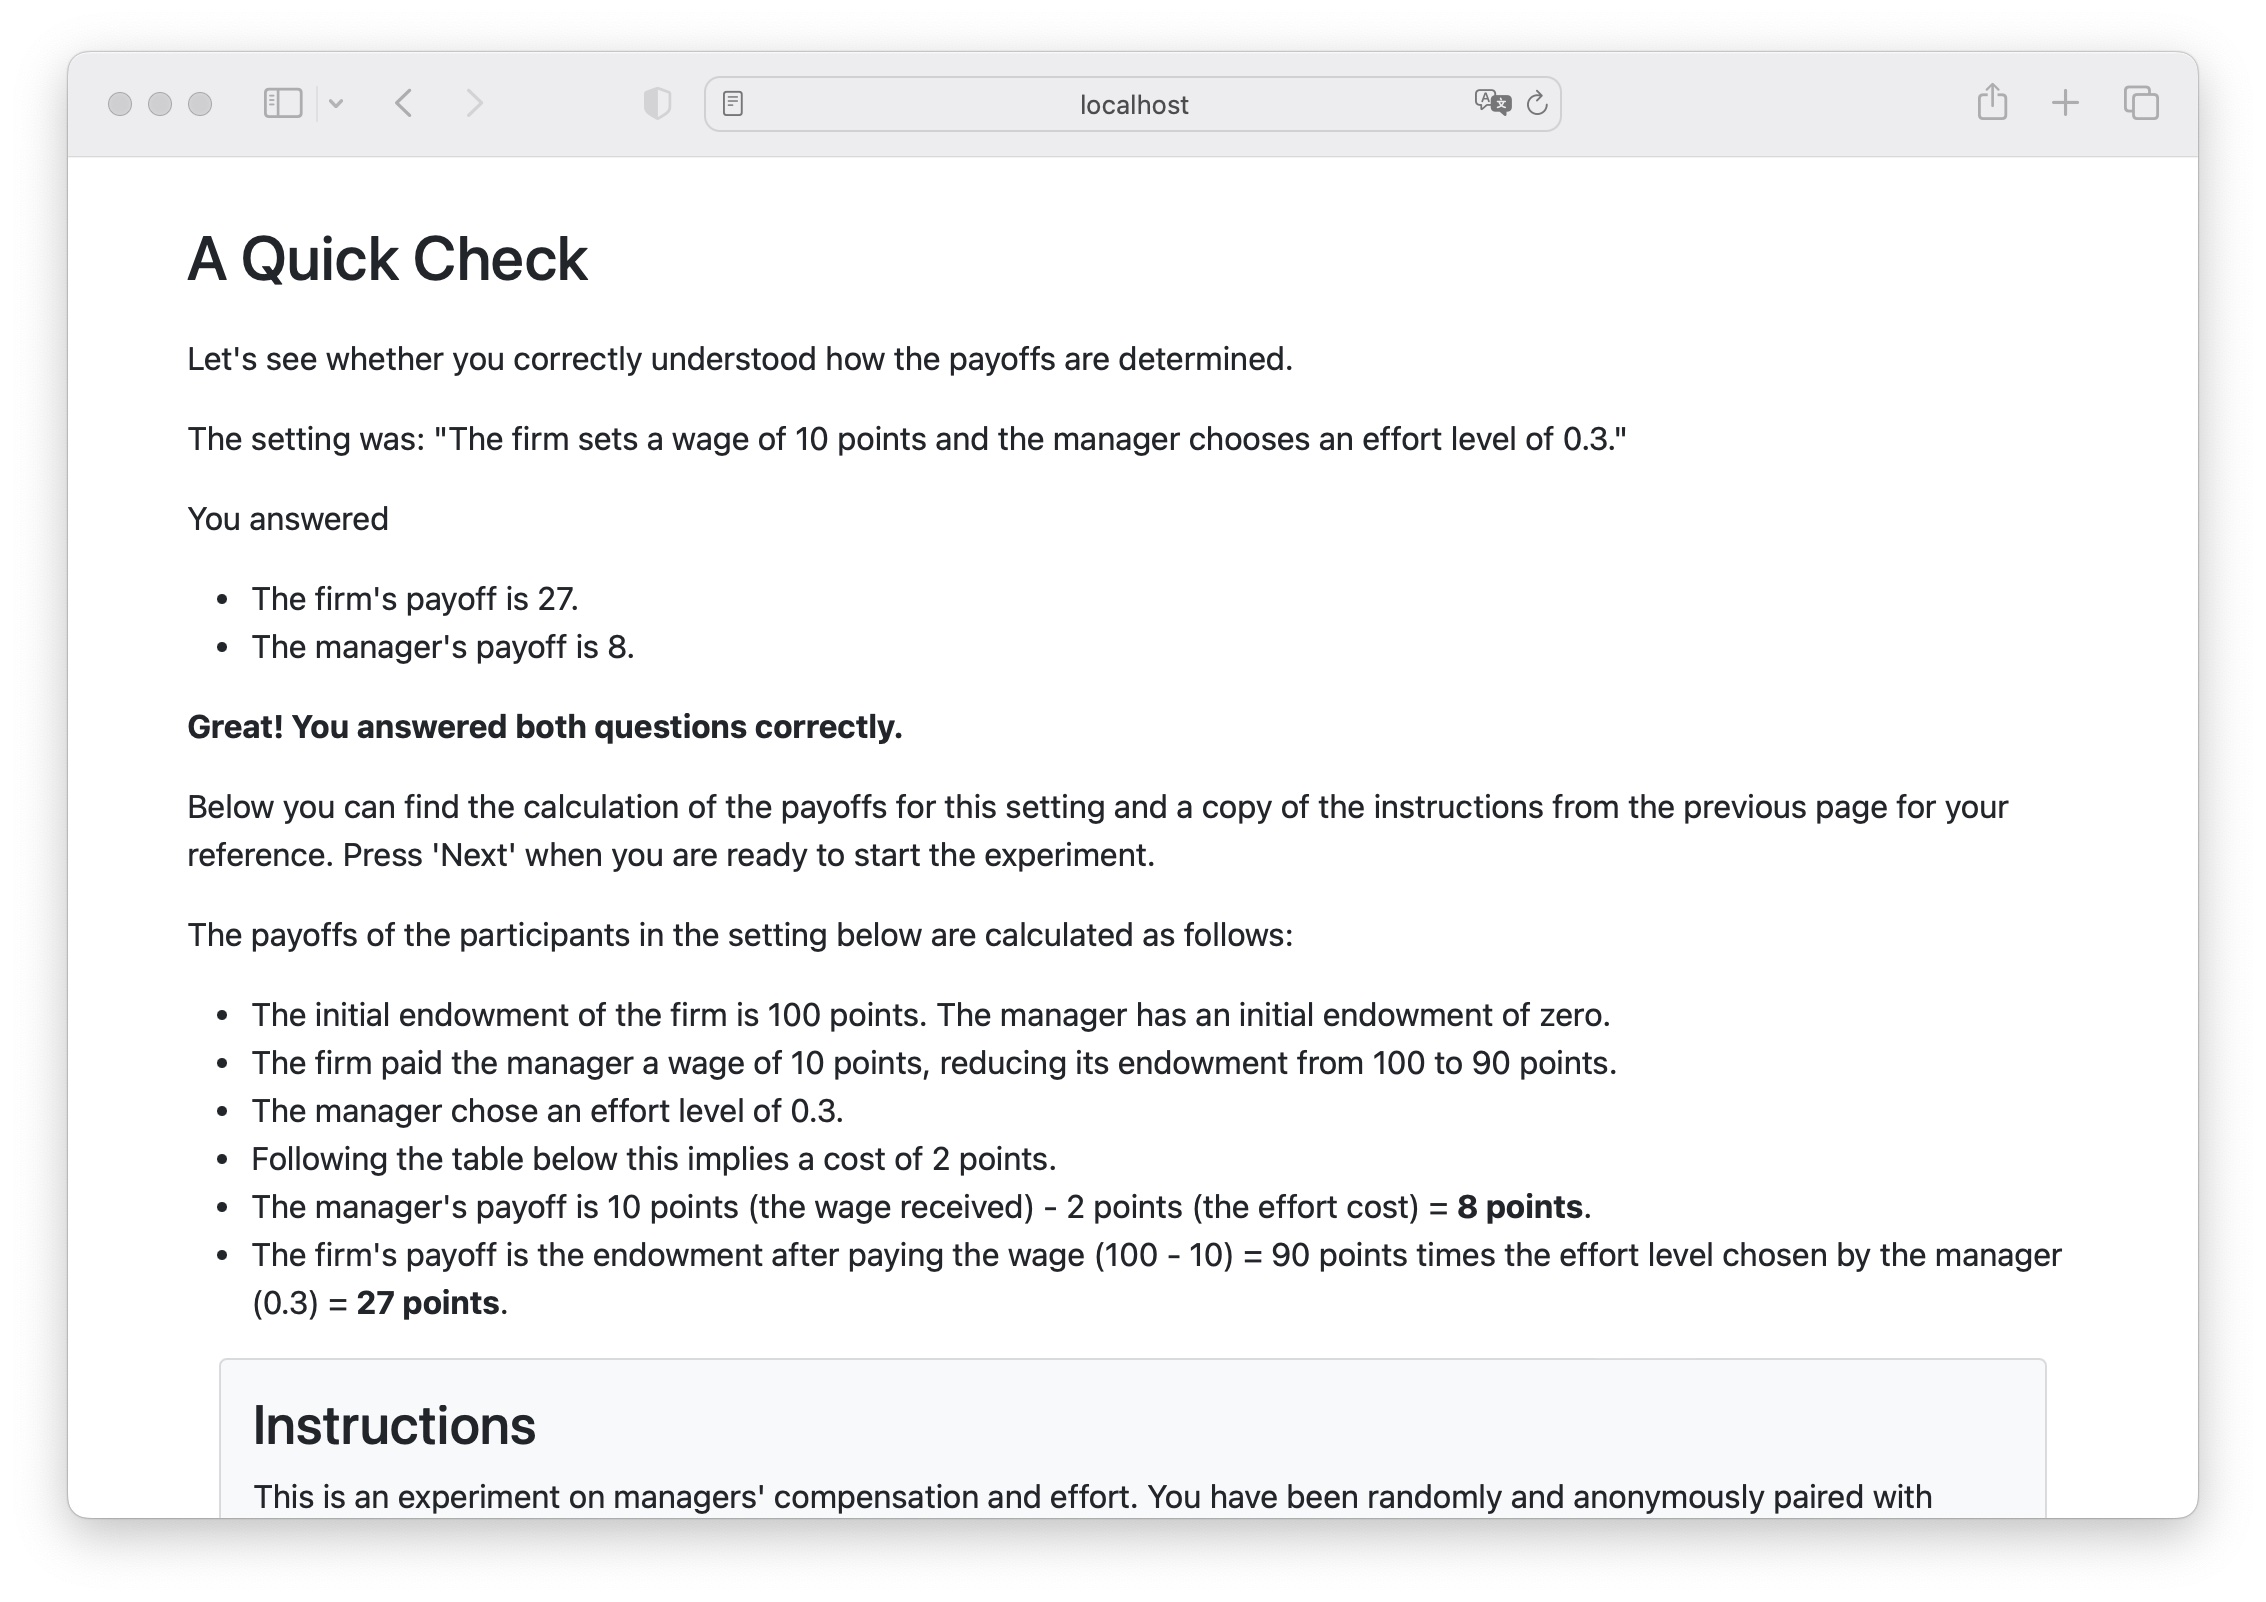 localhost
A Quick Check
Let's see whether you correctly understood how the payoffs are determined.
The setting was: "The firm sets a wage of 10 points and the manager chooses an effort level of 0.3."
You answered
• The firm's payoff is 27.
• The manager's payoff is 8.
Great! You answered both questions correctly.
Below you can find the calculation of the payoffs for this setting and a copy of the instructions from the previous page for your
reference. Press 'Next' when you are ready to start the experiment.
The payoffs of the participants in the setting below are calculated as follows:
• The initial endowment of the firm is 100 points. The manager has an initial endowment of zero.
• The firm paid the manager a wage of 10 points, reducing its endowment from 100 to 90 points.
• The manager chose an effort level of 0.3.
• Following the table below this implies a cost of 2 points.
• The manager's payoff is 10 points (the wage received) - 2 points (the effort cost) = 8 points.
• The firm's payoff is the endowment after paying the wage (100 - 10) = 90 points times the effort level chosen by the manager
(0.3) = 27 points.
Instructions
This is an experiment on managers' compensation and effort. You have been randomly and anonymously paired with